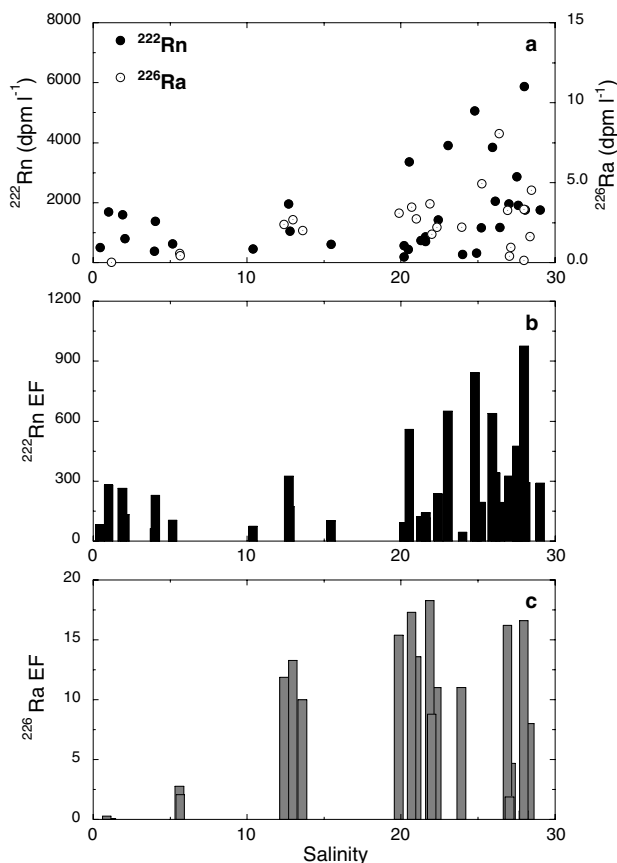 8000
6000
4000
2000
0
²²²Rn (dpm l⁻¹)
²²²Rn
²²⁶Ra
a
15
10
5.0
0.0
²²⁶Ra (dpm l⁻¹)
0 10 20 30
1200
900
600
300
0
²²²Rn EF
b
0 10 20 30
20
15
10
5
0
²²⁶ Ra EF
c
0 10 20 30
Salinity